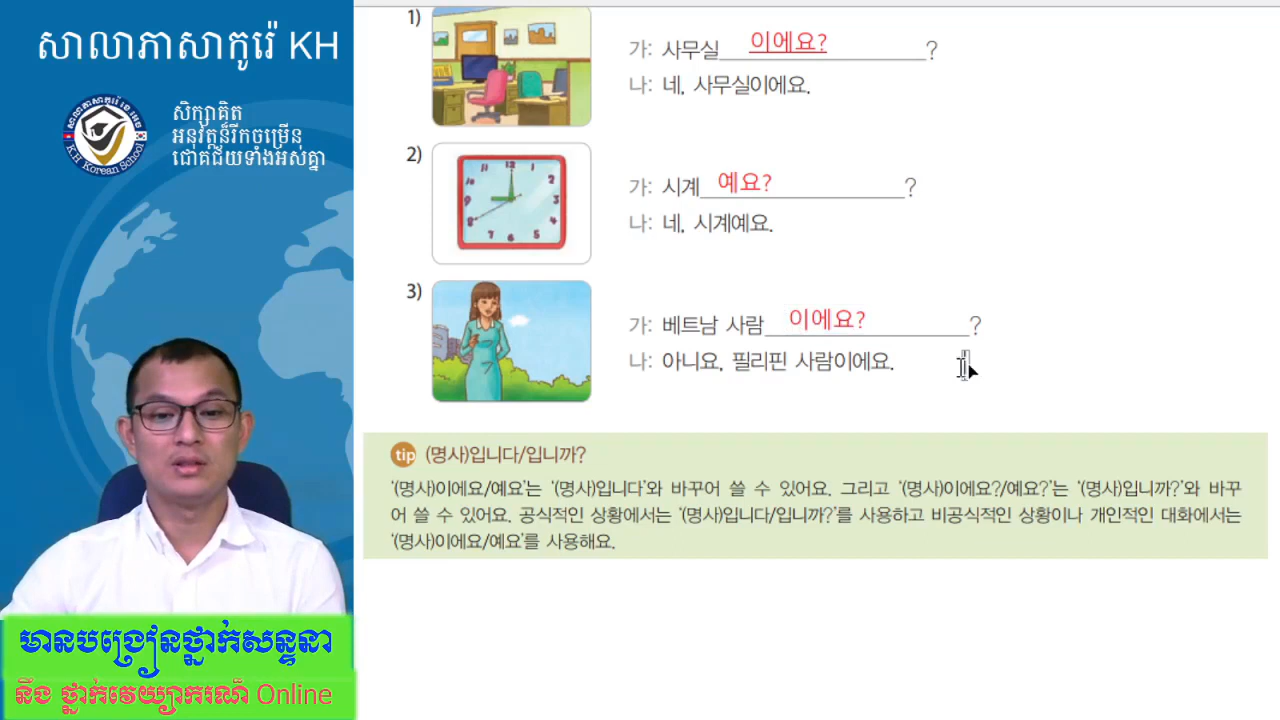 សាលាភាសាកូរ៉េ KH
សិក្សាគិត
អនុវត្តន៏រីកចម្រើន
ជោគជ័យទាំងអស់គ្នា
K.H Korean School
មានបង្រៀនថ្នាក់សន្ទនា
និង ថ្នាក់វេយ្យាករណ៏ Online
1)
가: 사무실 이에요? ?
나: 네, 사무실이에요.
2)
가: 시계 예요? ?
나: 네, 시계예요.
3)
가: 베트남 사람 이에요? ?
나: 아니요, 필리핀 사람이에요.
tip (명사)입니다/입니까?
‘(명사)이에요/예요’는 ‘(명사)입니다’와 바꾸어 쓸 수 있어요. 그리고 ‘(명사)이에요?/예요?’는 ‘(명사)입니까?’와 바꾸
어 쓸 수 있어요. 공식적인 상황에서는 ‘(명사)입니다/입니까?’를 사용하고 비공식적인 상황이나 개인적인 대화에서는
‘(명사)이에요/예요’를 사용해요.